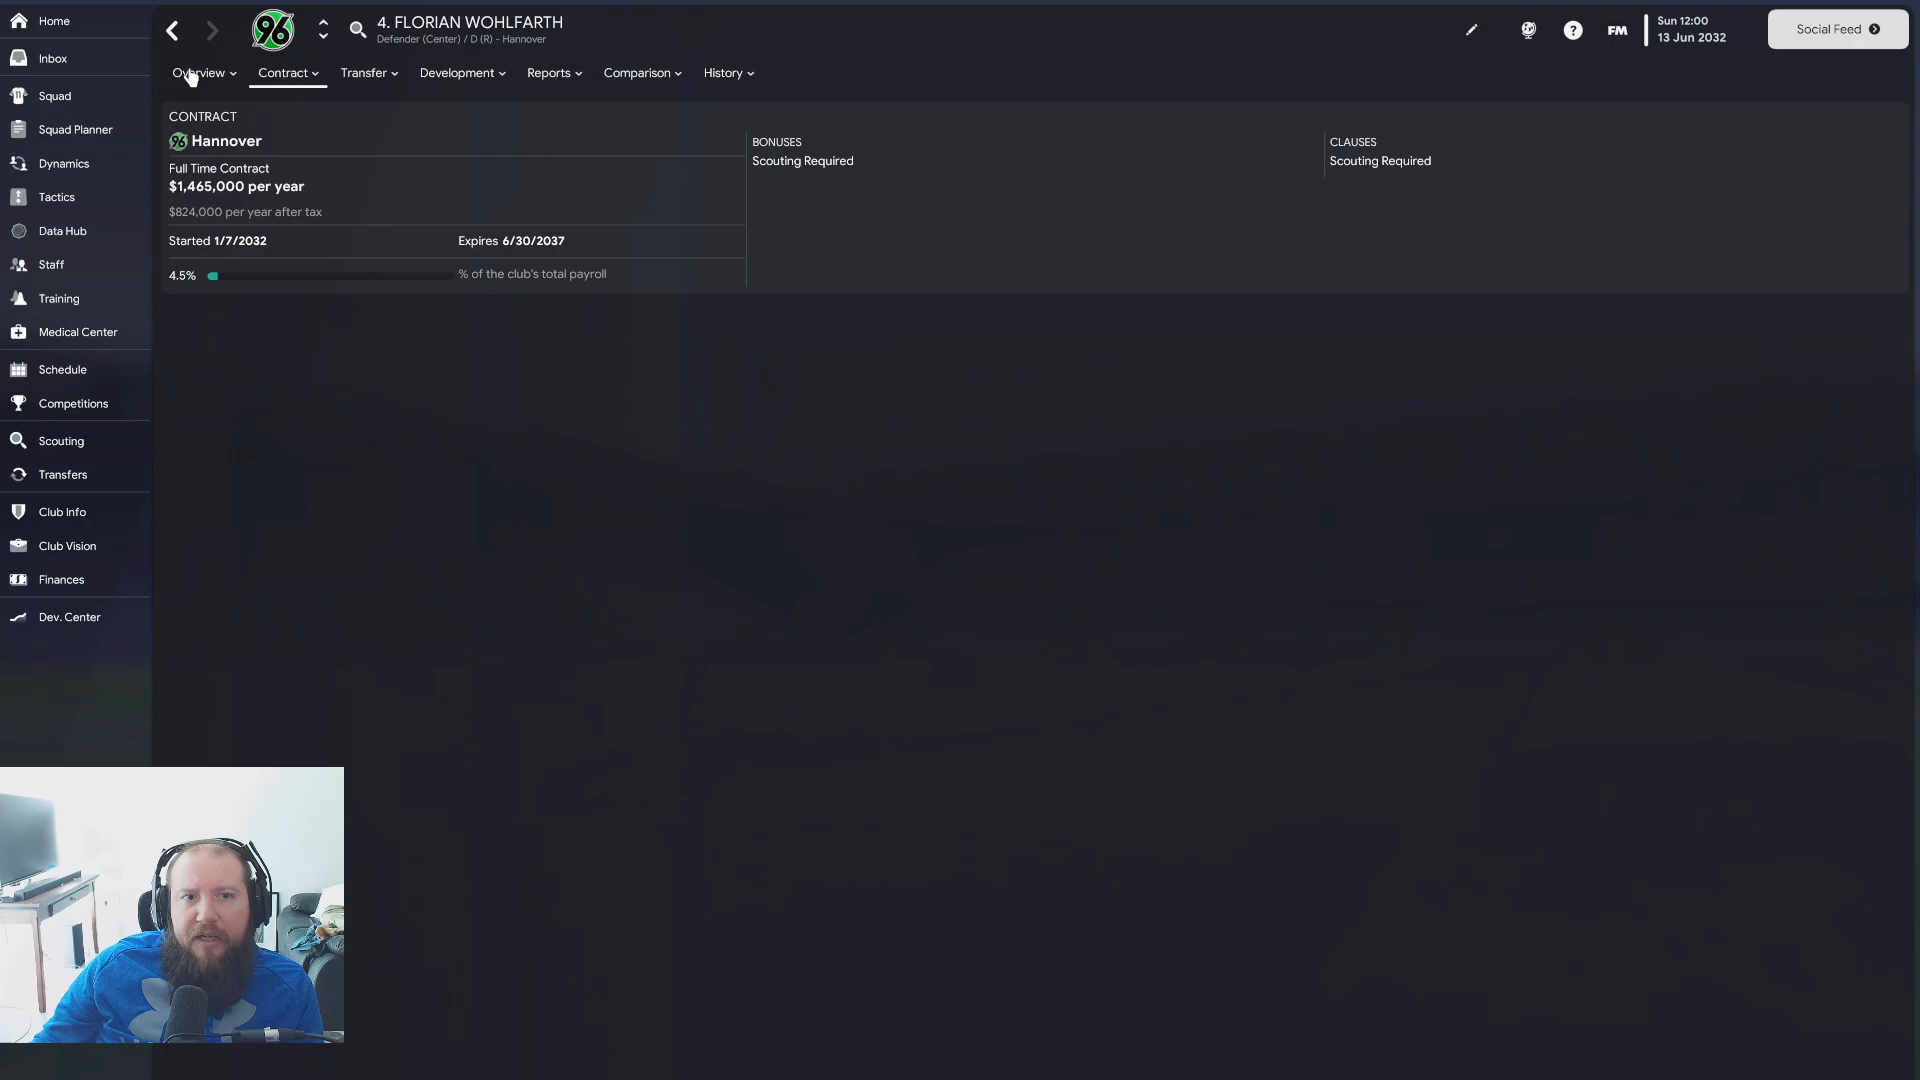 Home
Inbox
Squad
Squad Planner
Dynamics
Tactics
Data Hub
Staff
Training
Medical Center
Schedule
Competitions
Scouting
Transfers
Club Info
Club Vision
Finances
Dev. Center
96
4. FLORIAN WOHLFARTH
Defender (Center) / D (R) - Hannover
FM
Sun 12:00
13 Jun 2032
Social Feed
Overview
Contract
Transfer
Development
Reports
Comparison
History
CONTRACT
96 Hannover
Full Time Contract
$1,465,000 per year
$824,000 per year after tax
Started 1/7/2032
Expires 6/30/2037
4.5%
% of the club's total payroll
BONUSES
Scouting Required
CLAUSES
Scouting Required